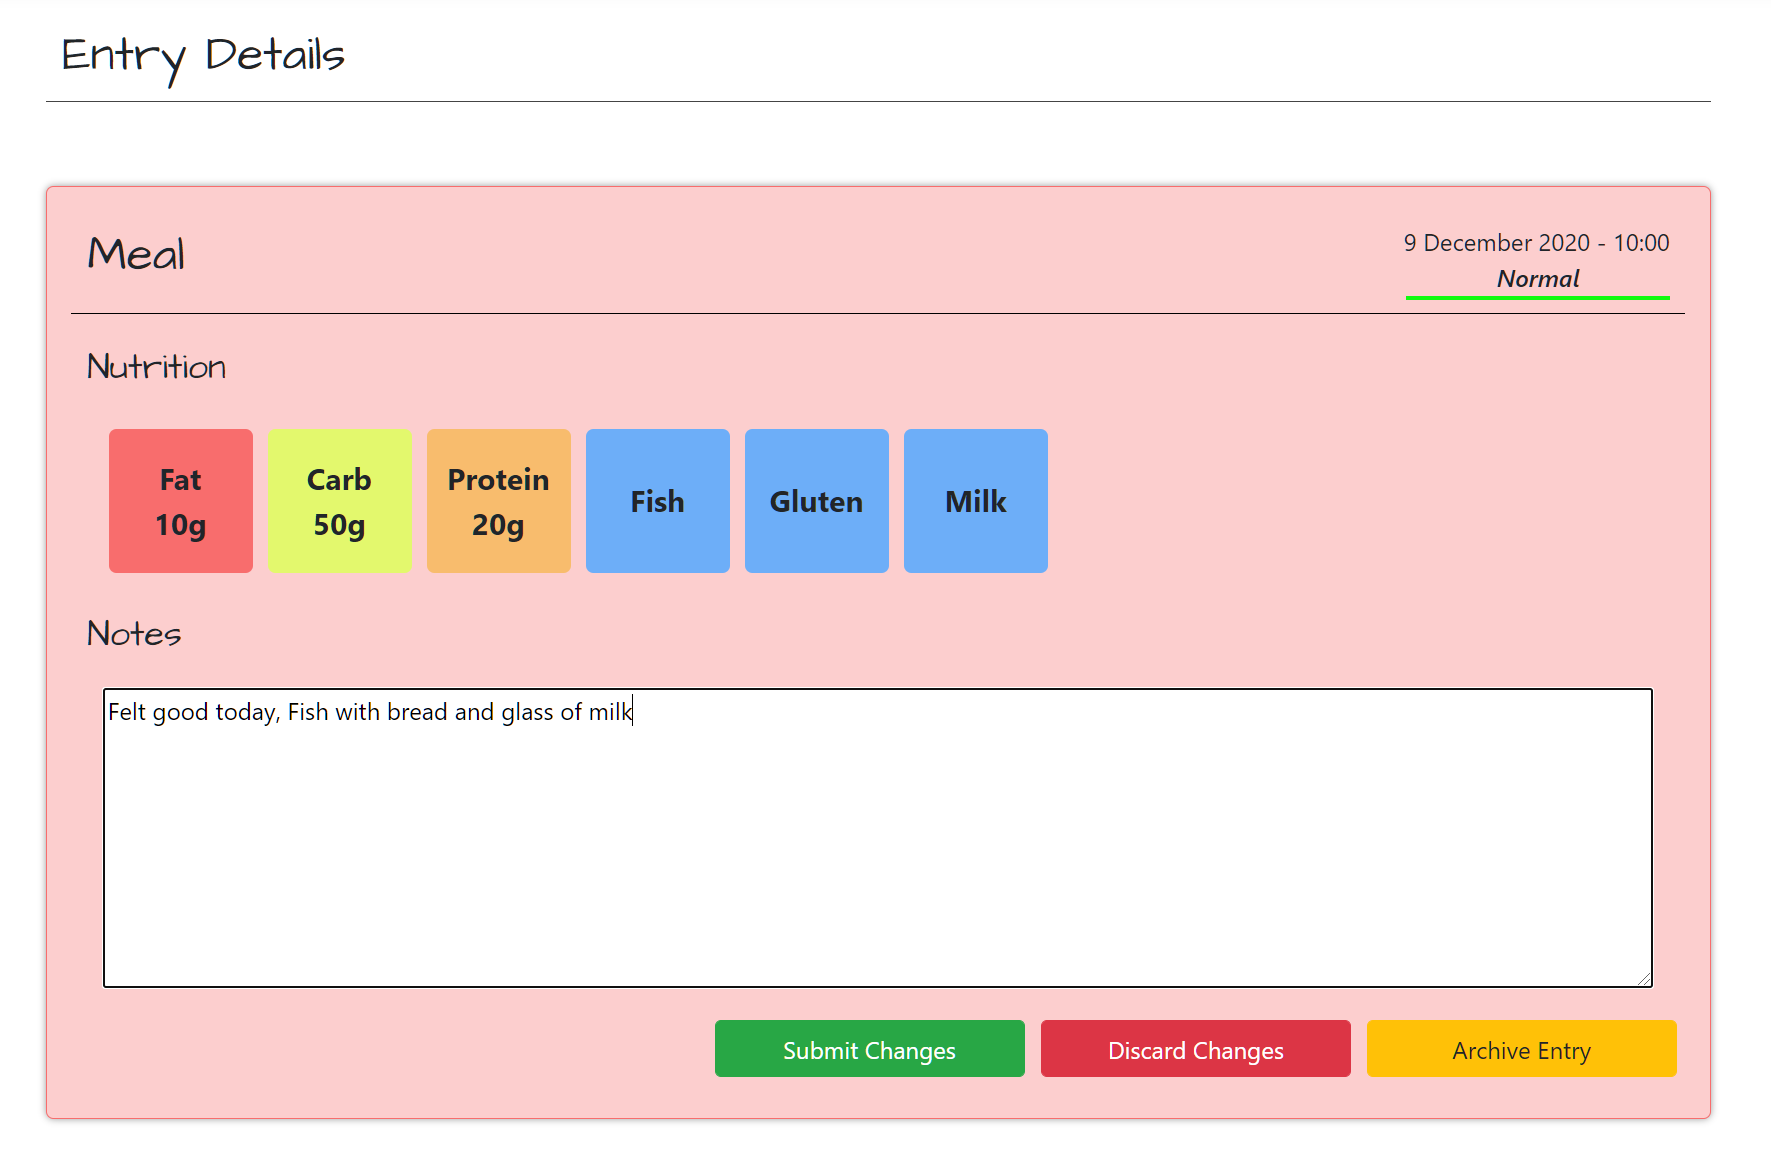 Entry Details
Meal
9 December 2020 - 10:00
Normal
Nutrition
Fat
10g
Carb
50g
Protein
20g
Fish
Gluten
Milk
Notes
Felt good today, Fish with bread and glass of milk
Submit Changes
Discard Changes
Archive Entry